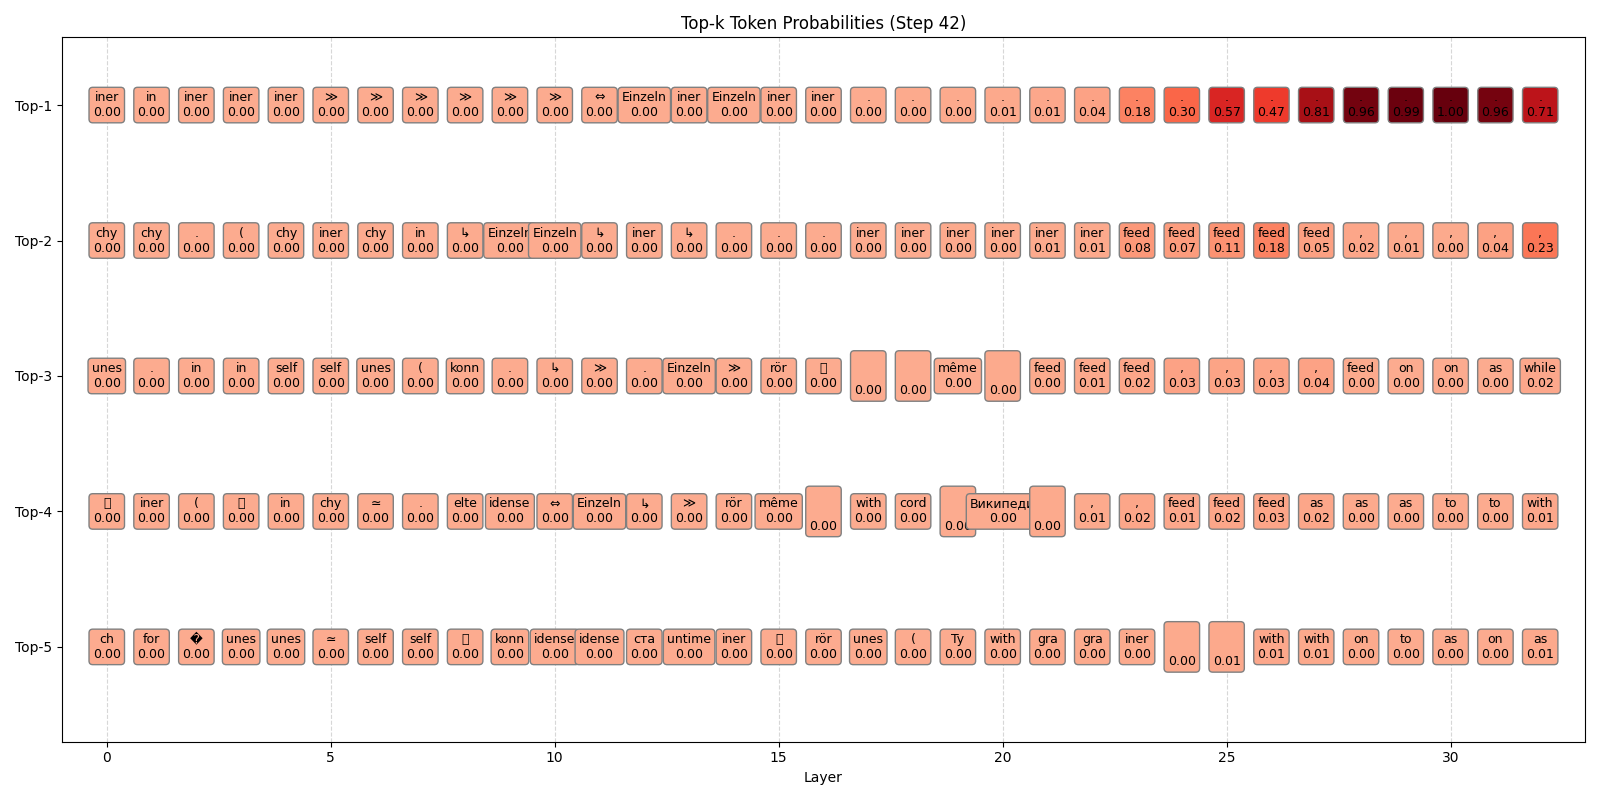 Top-k Token Probabilities (Step 42)
iner in iner iner iner ≫ ≫ ≫ ≫ ≫ ≫ ⇔ Einzeln iner Einzeln iner iner . . . . . . . . . . . . . . . .
Top-1 0.00 0.00 0.00 0.00 0.00 0.00 0.00 0.00 0.00 0.00 0.00 0.00 0.00 0.00 0.00 0.00 0.00 0.00 0.00 0.00 0.01 0.01 0.04 0.18 0.30 0.57 0.47 0.81 0.96 0.99 1.00 0.96 0.71
chy chy . ( chy iner chy in ↳ Einzeln Einzeln ↳ iner ↳ . . . iner iner iner iner iner iner feed feed feed feed feed , , , , ,
Top-2 0.00 0.00 0.00 0.00 0.00 0.00 0.00 0.00 0.00 0.00 0.00 0.00 0.00 0.00 0.00 0.00 0.00 0.00 0.00 0.00 0.00 0.01 0.01 0.08 0.07 0.11 0.18 0.05 0.02 0.01 0.00 0.04 0.23
unes . in in self self unes ( konn . ↳ ≫ . Einzeln ≫ rör même feed feed feed , , , , feed on on as while
Top-3 0.00 0.00 0.00 0.00 0.00 0.00 0.00 0.00 0.00 0.00 0.00 0.00 0.00 0.00 0.00 0.00 0.00 0.00 0.00 0.00 0.00 0.00 0.01 0.02 0.03 0.03 0.03 0.04 0.00 0.00 0.00 0.00 0.02
iner ( in chy ≃ . elte idense ⇔ Einzeln ↳ ≫ rör même with cord Википеди , , feed feed feed as as as to to with
Top-4 0.00 0.00 0.00 0.00 0.00 0.00 0.00 0.00 0.00 0.00 0.00 0.00 0.00 0.00 0.00 0.00 0.00 0.00 0.00 0.00 0.00 0.00 0.01 0.02 0.01 0.02 0.03 0.02 0.00 0.00 0.00 0.00 0.01
ch for � unes unes ≃ self self konn idense idense ста untime iner rör unes ( Ty with gra gra iner with with on to as on as
Top-5 0.00 0.00 0.00 0.00 0.00 0.00 0.00 0.00 0.00 0.00 0.00 0.00 0.00 0.00 0.00 0.00 0.00 0.00 0.00 0.00 0.00 0.00 0.00 0.00 0.00 0.01 0.01 0.01 0.00 0.00 0.00 0.00 0.01
0 5 10 15 20 25 30
Layer